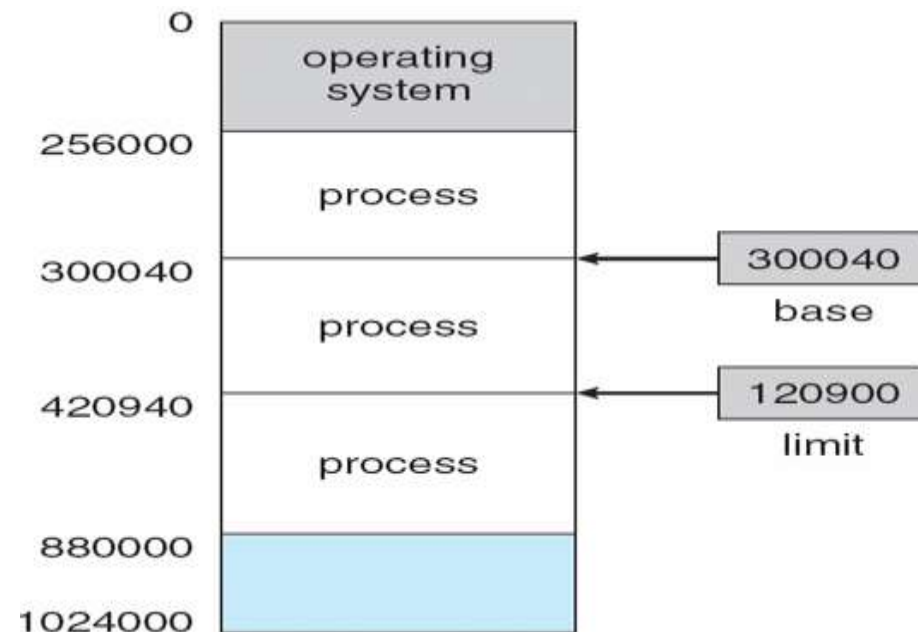 0
operating
system
256000
process
300040
300040
base
process
420940
120900
limit
process
880000
1024000